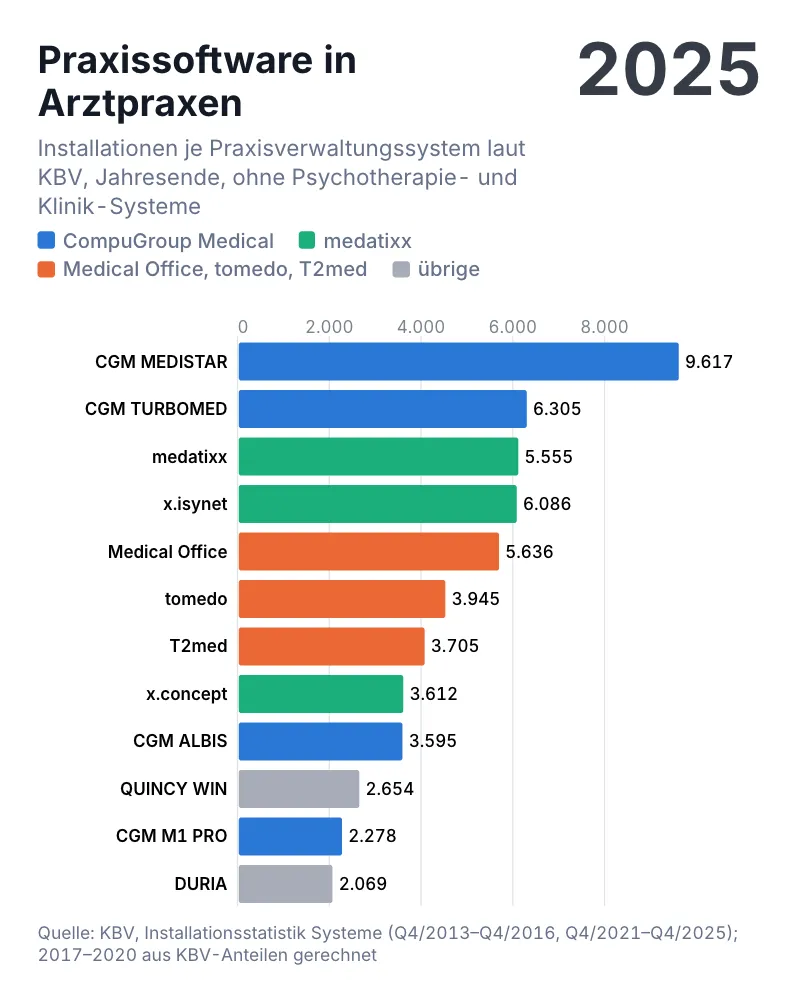 Praxissoftware in
Arztpraxen
2025
Installationen je Praxisverwaltungssystem laut
KBV, Jahresende, ohne Psychotherapie- und
Klinik-Systeme
CompuGroup Medical medatixx
Medical Office, tomedo, T2med übrige
0 2.000 4.000 6.000 8.000
CGM MEDISTAR 9.617
CGM TURBOMED 6.305
medatixx 5.555
x.isynet 6.086
Medical Office 5.636
tomedo 3.945
T2med 3.705
x.concept 3.612
CGM ALBIS 3.595
QUINCY WIN 2.654
CGM M1 PRO 2.278
DURIA 2.069
Quelle: KBV, Installationsstatistik Systeme (Q4/2013–Q4/2016, Q4/2021–Q4/2025);
2017–2020 aus KBV-Anteilen gerechnet